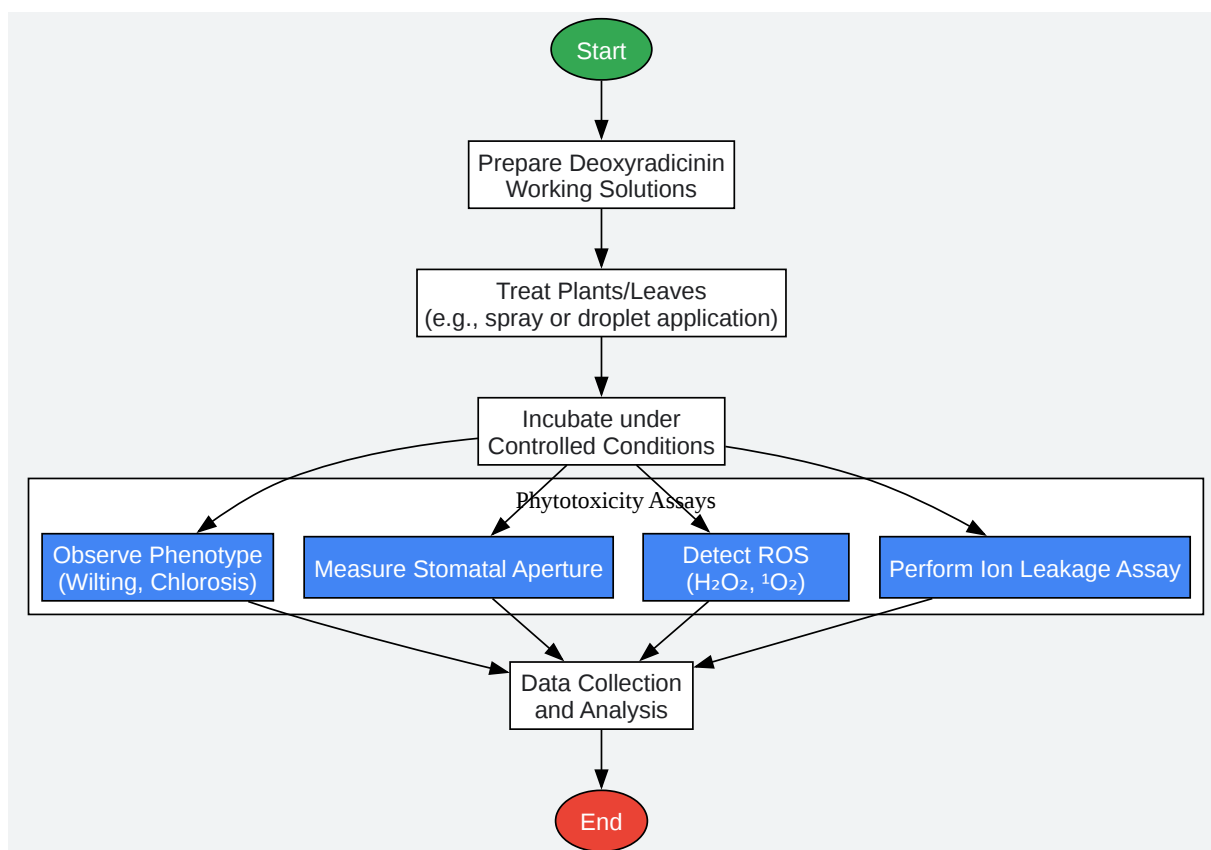 Start
Prepare Deoxyradicinin
Working Solutions
Treat Plants/Leaves
(e.g., spray or droplet application)
Incubate under
Controlled Conditions
Phytotoxicity Assays
Observe Phenotype
(Wilting, Chlorosis)
Measure Stomatal Aperture
Detect ROS
(H₂O₂, ¹O₂)
Perform Ion Leakage Assay
Data Collection
and Analysis
End